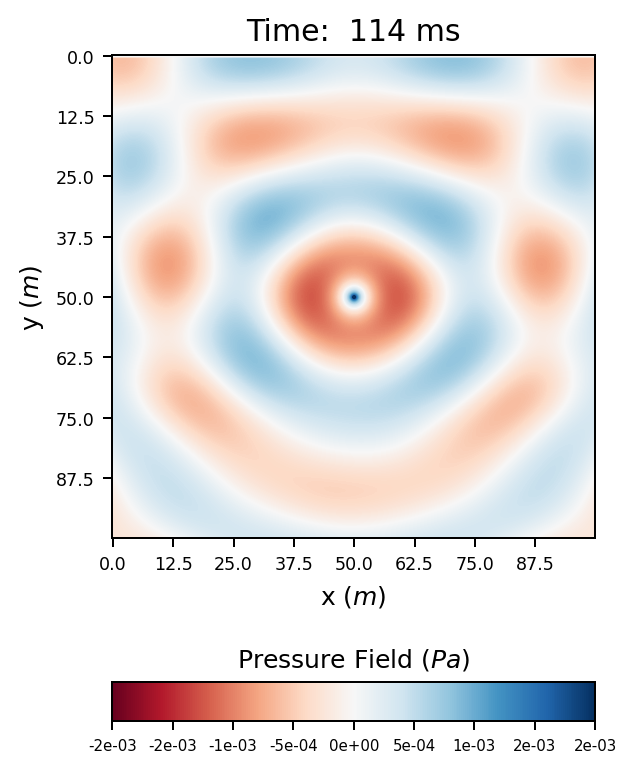 Time:  114 ms
0.0
12.5
25.0
37.5
50.0
62.5
75.0
87.5
y (m)
0.0 12.5 25.0 37.5 50.0 62.5 75.0 87.5
x (m)
Pressure Field (Pa)
-2e-03 -2e-03 -1e-03 -5e-04 0e+00 5e-04 1e-03 2e-03 2e-03